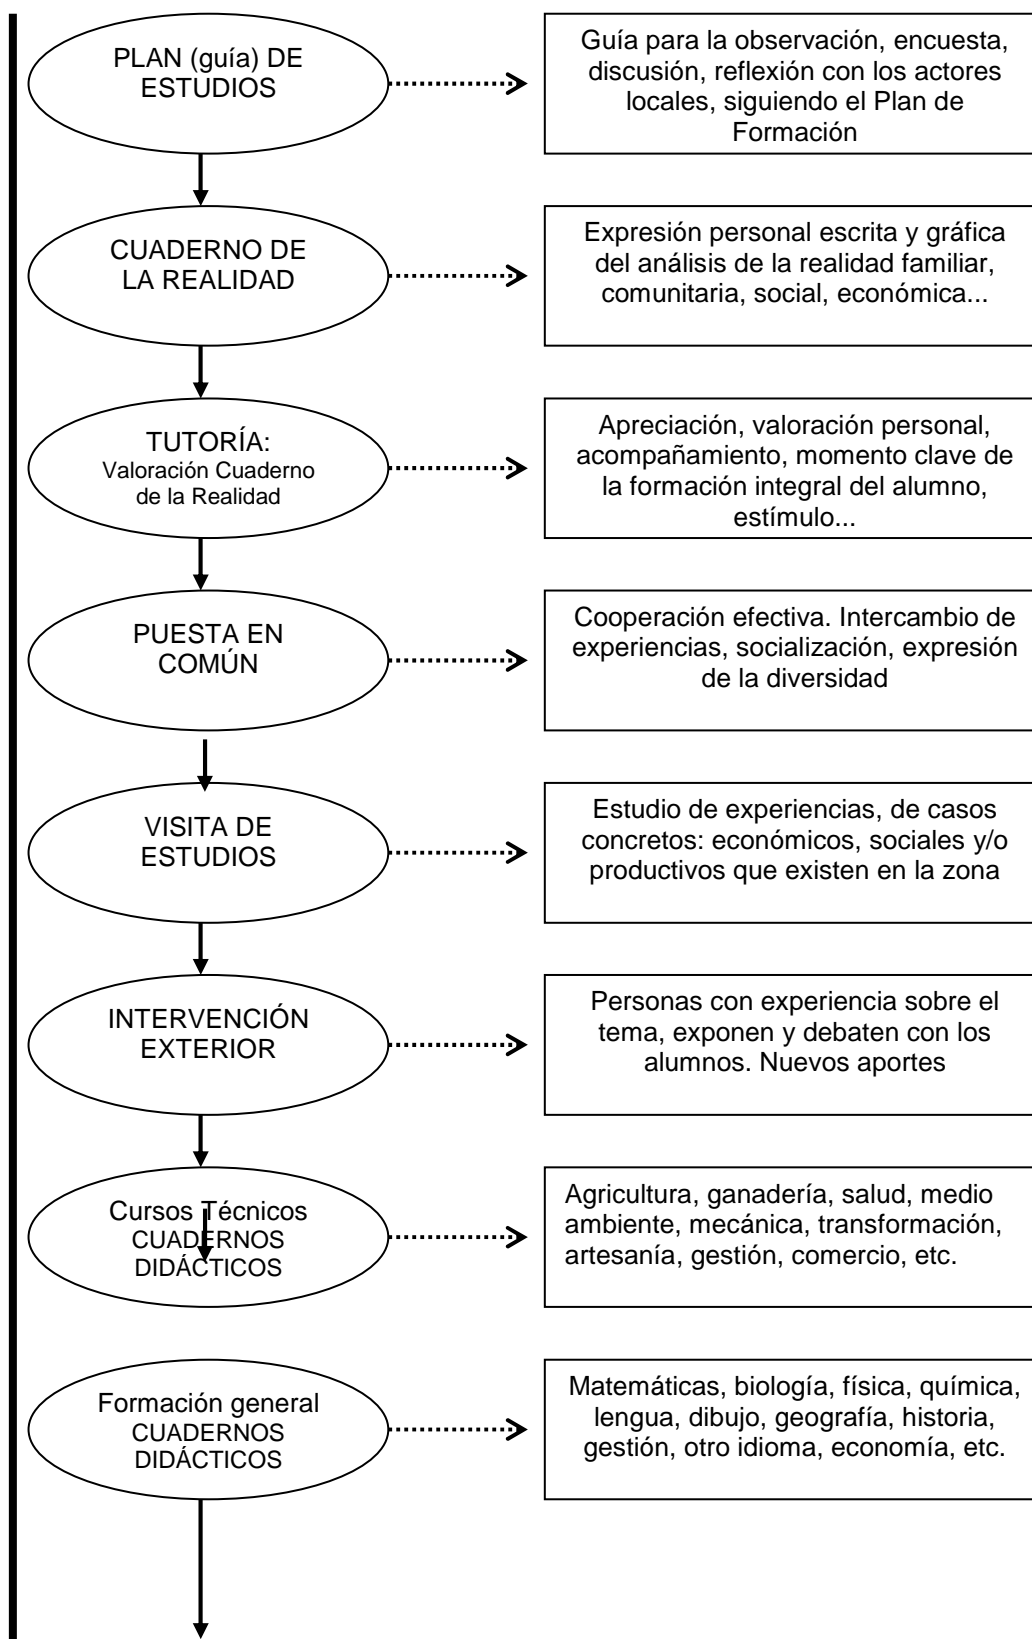 PLAN (guía) DE
ESTUDIOS
Guía para la observación, encuesta,
discusión, reflexión con los actores
locales, siguiendo el Plan de
Formación
CUADERNO DE
LA REALIDAD
Expresión personal escrita y gráfica
del análisis de la realidad familiar,
comunitaria, social, económica...
TUTORÍA:
Valoración Cuaderno
de la Realidad
Apreciación, valoración personal,
acompañamiento, momento clave de
la formación integral del alumno,
estímulo...
PUESTA EN
COMÚN
Cooperación efectiva. Intercambio de
experiencias, socialización, expresión
de la diversidad
VISITA DE
ESTUDIOS
Estudio de experiencias, de casos
concretos: económicos, sociales y/o
productivos que existen en la zona
INTERVENCIÓN
EXTERIOR
Personas con experiencia sobre el
tema, exponen y debaten con los
alumnos. Nuevos aportes
Cursos Técnicos
CUADERNOS
DIDÁCTICOS
Agricultura, ganadería, salud, medio
ambiente, mecánica, transformación,
artesanía, gestión, comercio, etc.
Formación general
CUADERNOS
DIDÁCTICOS
Matemáticas, biología, física, química,
lengua, dibujo, geografía, historia,
gestión, otro idioma, economía, etc.